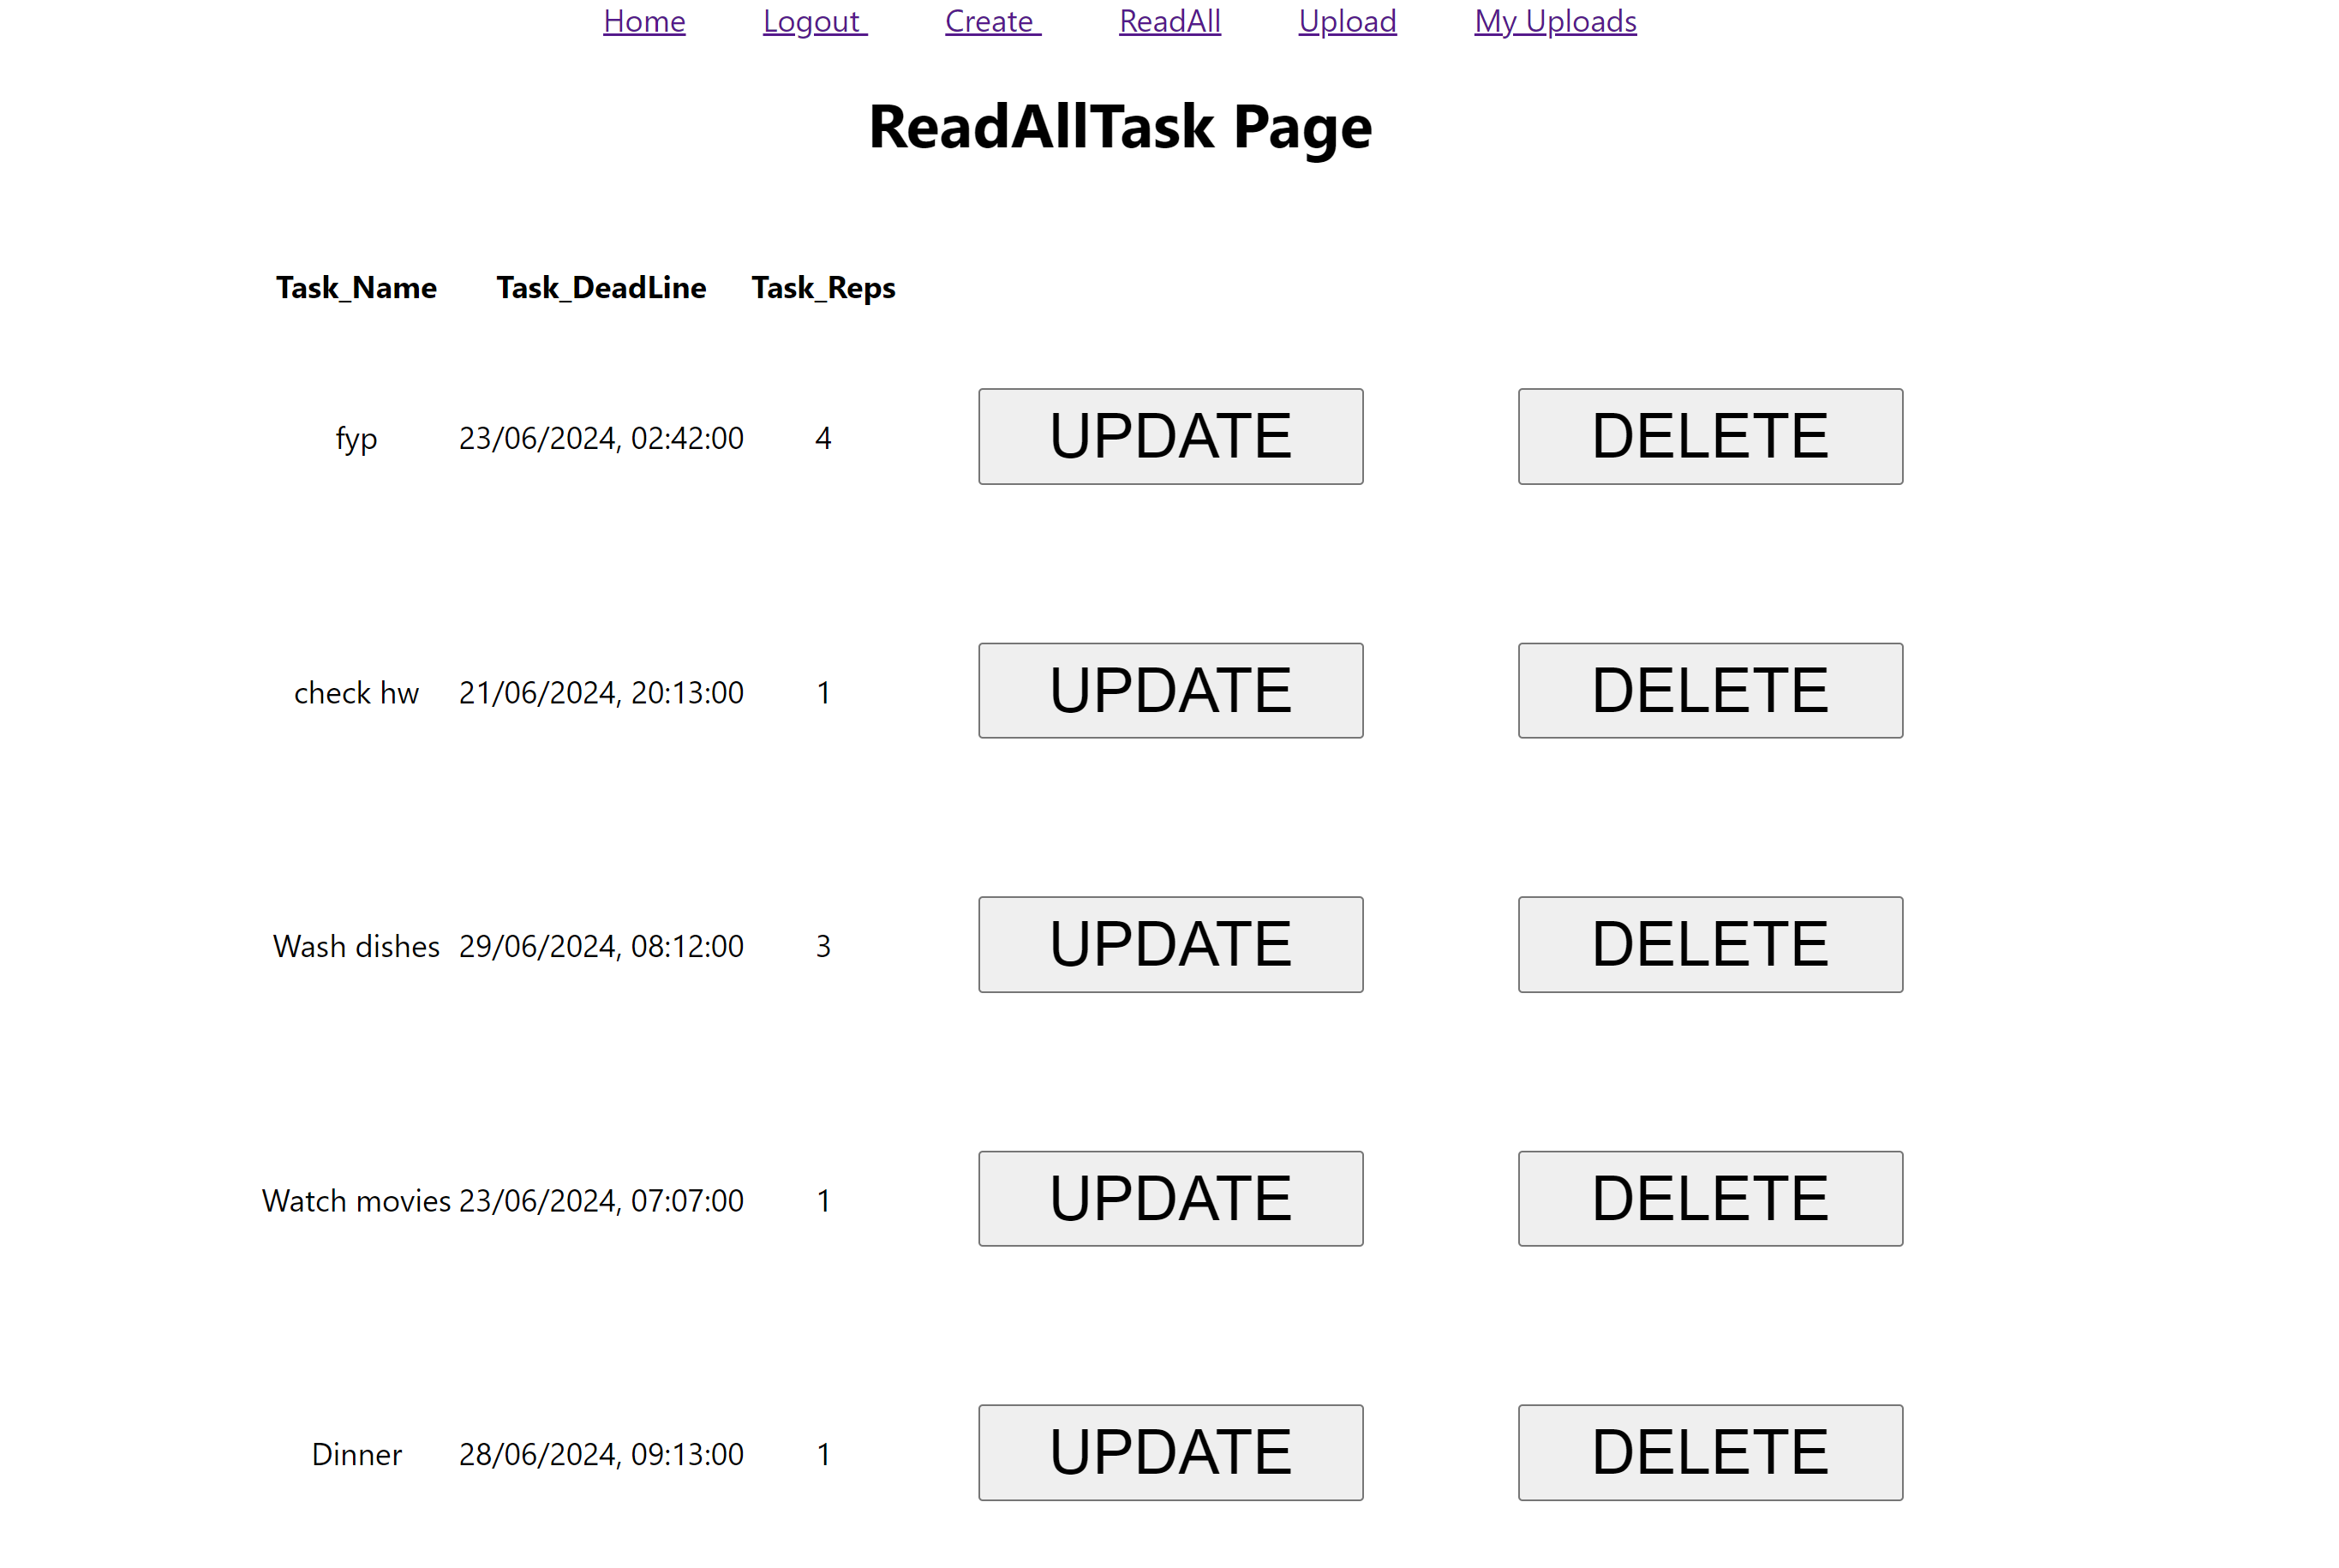 Home Logout Create ReadAll Upload My Uploads
ReadAllTask Page
Task_Name Task_DeadLine Task_Reps
fyp 23/06/2024, 02:42:00 4 UPDATE DELETE
check hw 21/06/2024, 20:13:00 1 UPDATE DELETE
Wash dishes 29/06/2024, 08:12:00 3 UPDATE DELETE
Watch movies 23/06/2024, 07:07:00 1 UPDATE DELETE
Dinner 28/06/2024, 09:13:00 1 UPDATE DELETE